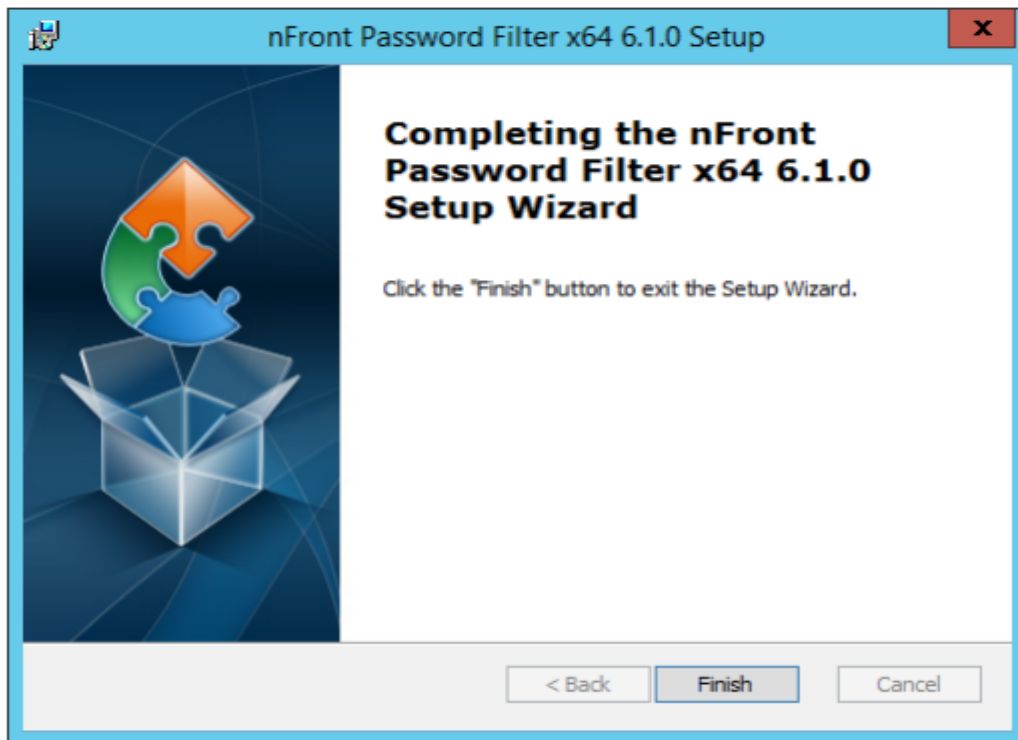 nFront Password Filter x64 6.1.0 Setup
x
Completing the nFront
Password Filter x64 6.1.0
Setup Wizard
Click the "Finish" button to exit the Setup Wizard.
< Back
Finish
Cancel